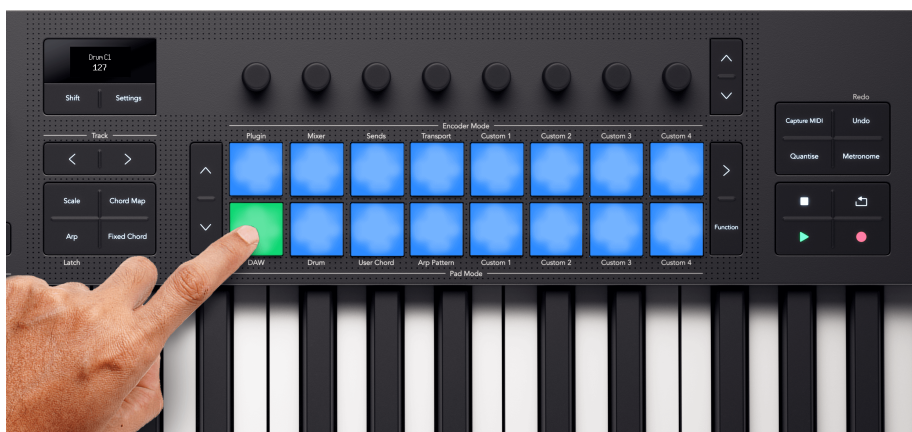 Drum C1
127
Shift
Settings
Redo
Capture MIDI
Undo
Track
Encoder Mode
Plugin
Mixer
Sends
Transport
Custom 1
Custom 2
Custom 3
Custom 4
Quantise
Metronome
Scale
Chord Map
Arp
Fixed Chord
Function
Latch
DAW
Drum
User Chord
Arp Pattern
Custom 1
Custom 2
Custom 3
Custom 4
Pad Mode